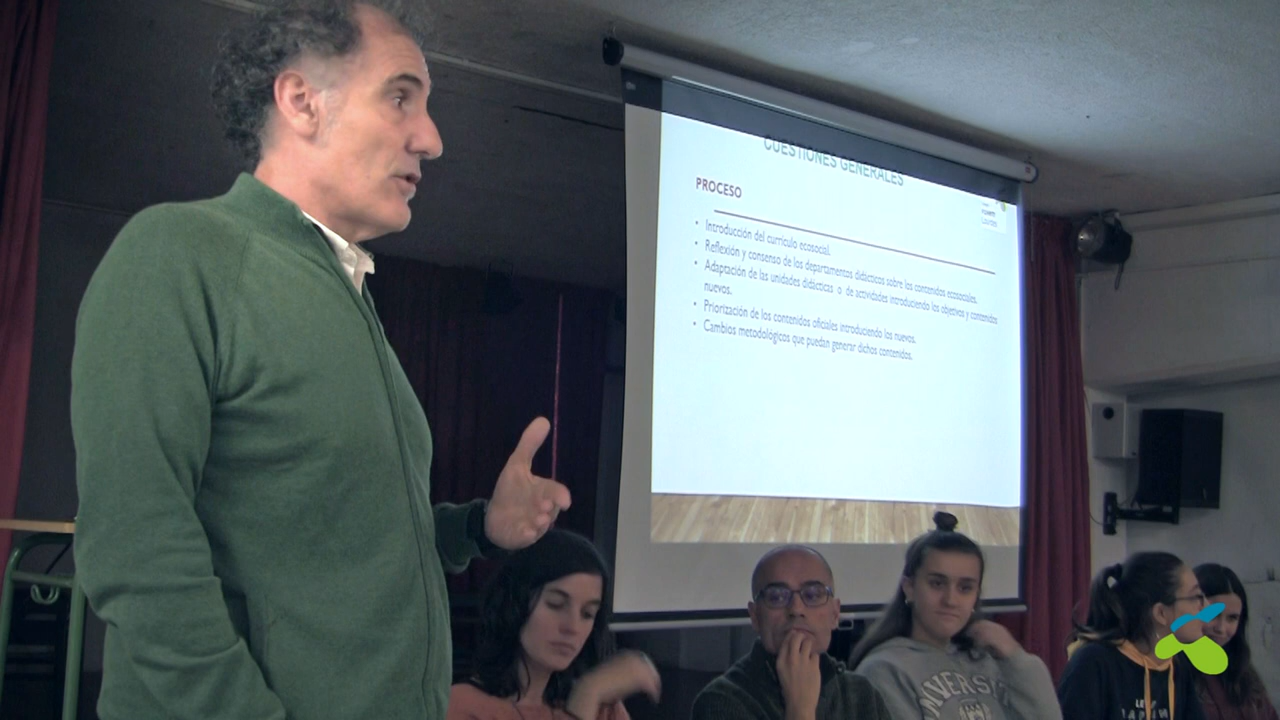 CUESTIONES GENERALES
PROCESO
• Introducción del currículo ecosocial.
• Reflexión y consenso de los departamentos didácticos sobre los contenidos ecosociales.
• Adaptación de las unidades didácticas o de actividades introduciendo los objetivos y contenidos
nuevos.
• Priorización de los contenidos oficiales introduciendo los nuevos.
• Cambios metodológicos que puedan generar dichos contenidos.